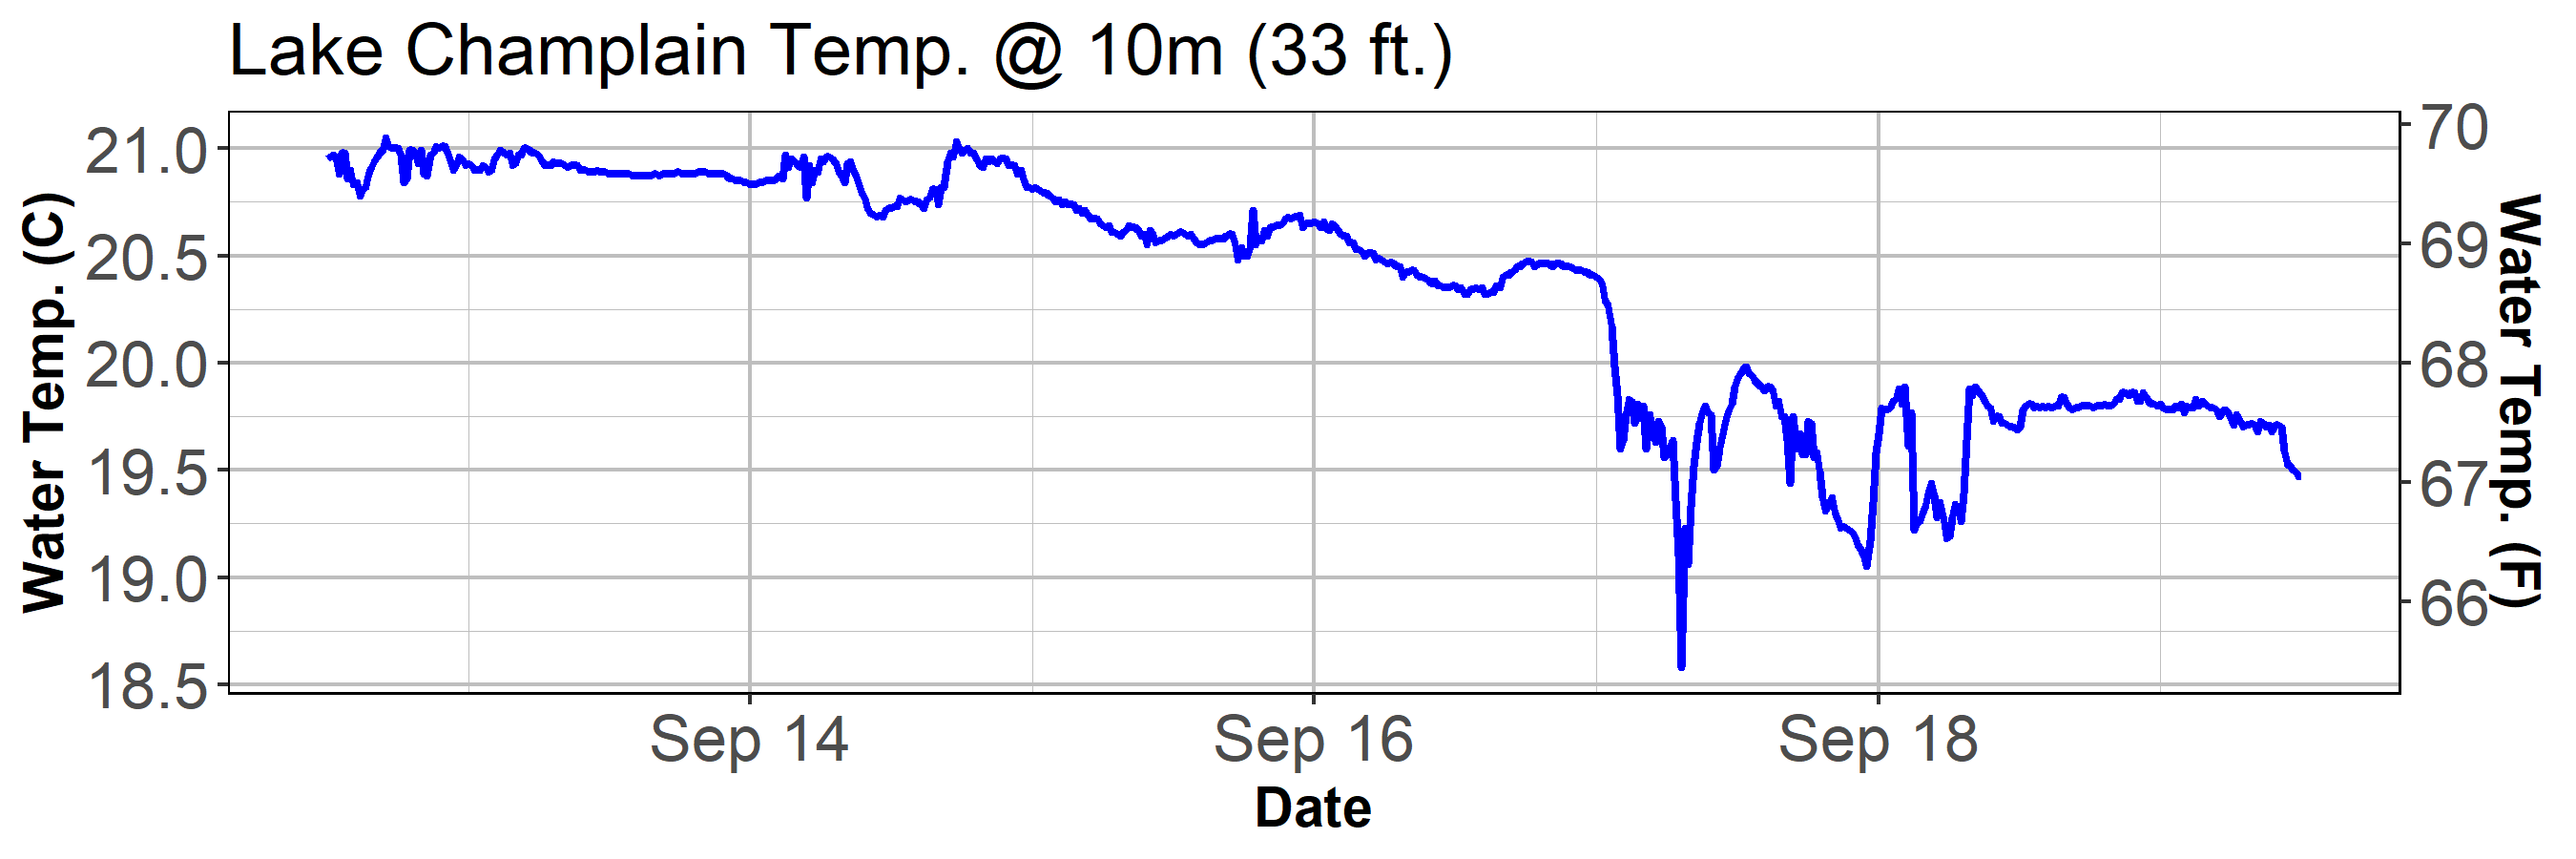 Lake Champlain Temp. @ 10m (33 ft.)
Water Temp. (C)
21.0
20.5
20.0
19.5
19.0
18.5
70
69
68
67
66
Water Temp. (F)
Sep 14
Sep 16
Sep 18
Date